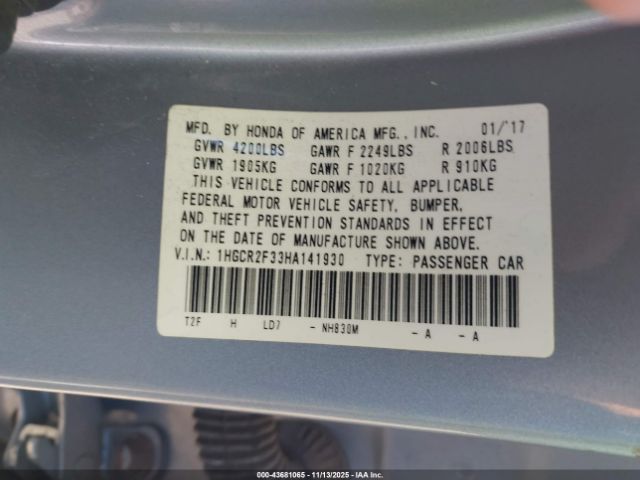 MFD. BY HONDA OF AMERICA MFG., INC. 01/'17
GVWR 4200LBS GAWR F 2249LBS R 2006LBS
GVWR 1905KG GAWR F 1020KG R 910KG
THIS VEHICLE CONFORMS TO ALL APPLICABLE
FEDERAL MOTOR VEHICLE SAFETY, BUMPER,
AND THEFT PREVENTION STANDARDS IN EFFECT
ON THE DATE OF MANUFACTURE SHOWN ABOVE.
V.I.N.: 1HGCR2F33HA141930 TYPE: PASSENGER CAR
T2F H LD7 - NH830M - A - A
000-43681065 - 11/13/2025 - IAA Inc.